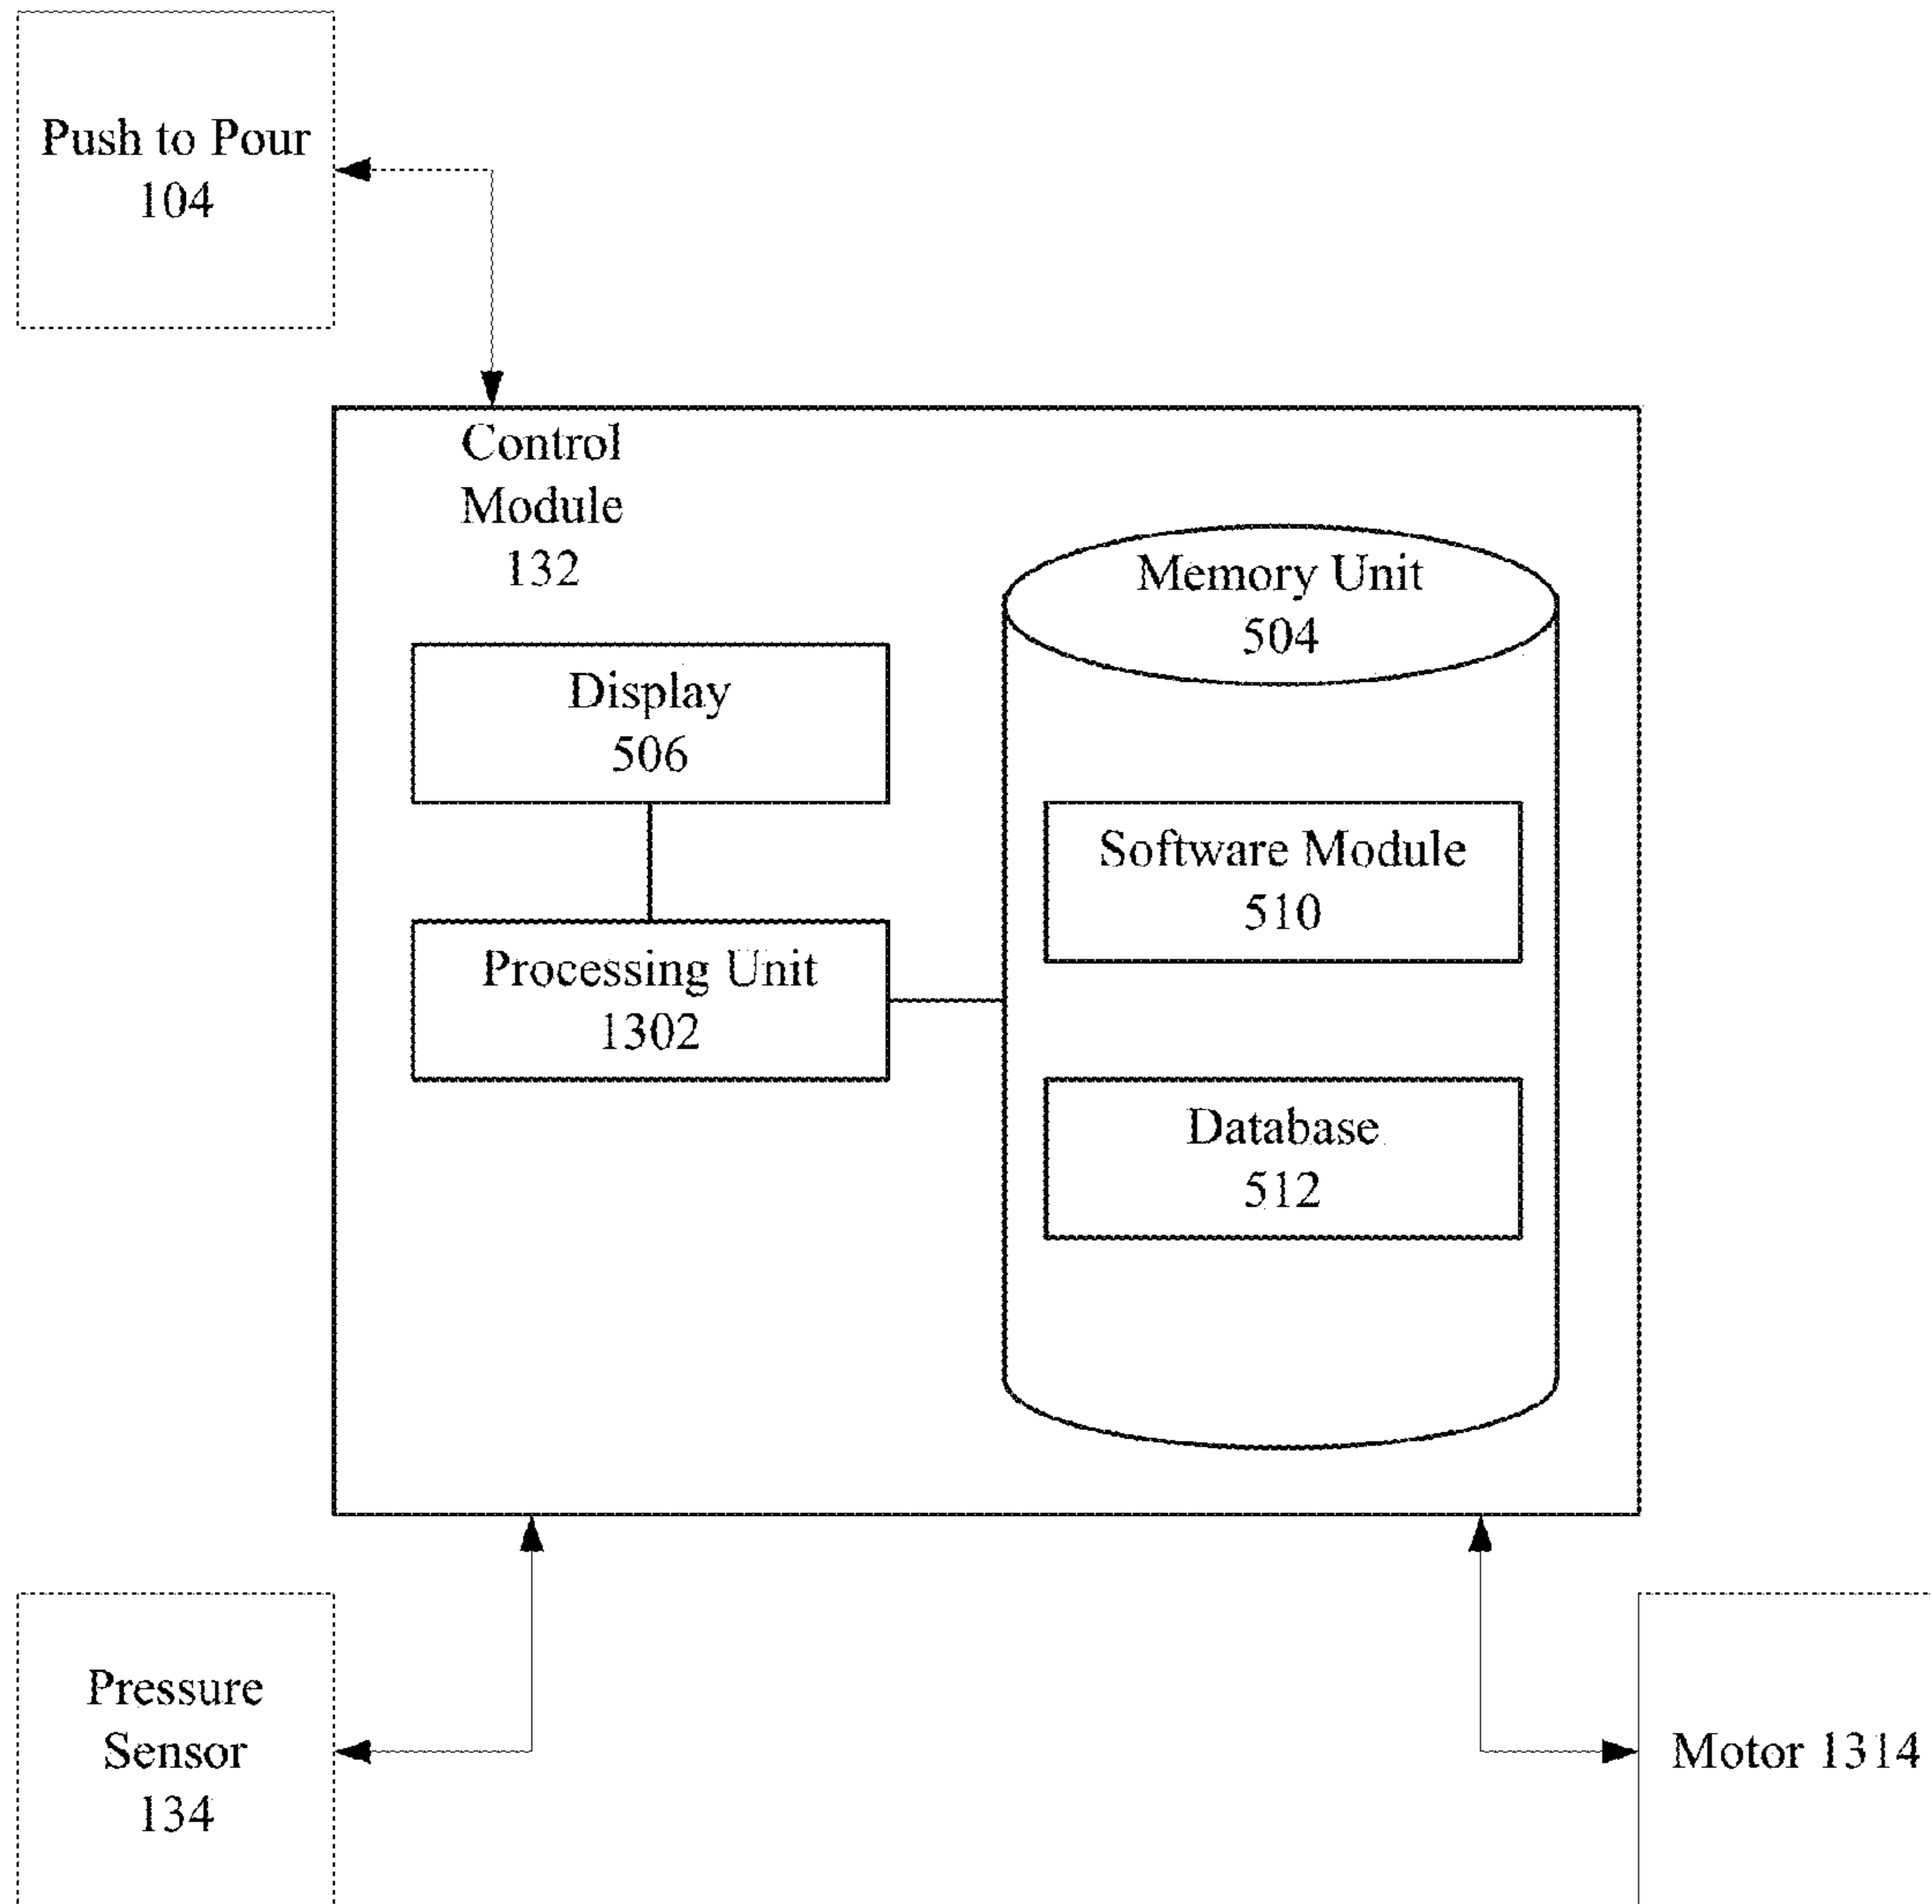 Push to Pour
104
Control
Module
132
Memory Unit
504
Display
506
Software Module
510
Processing Unit
1302
Database
512
Pressure
Sensor
134
Motor 1314